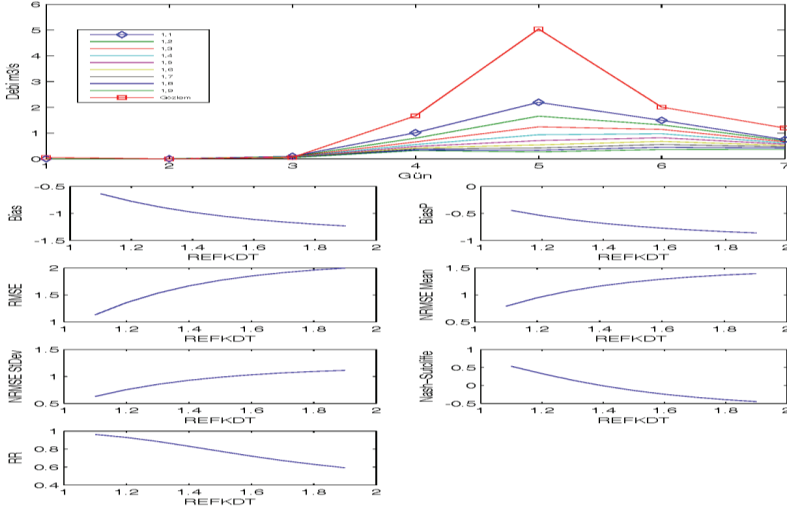 6
5
4
3
2
1
0
Debi m3/s
1,1
1,2
1,3
1,4
1,5
1,6
1,7
1,8
1,9
Gözlem
1 2 3 4 5 6 7
Gün
-0.5
-1
-1.5
Bias
1 1.2 1.4 1.6 1.8 2
REFKDT
0
-0.5
-1
BiasP
1 1.2 1.4 1.6 1.8 2
REFKDT
2
1.5
1
RMSE
1 1.2 1.4 1.6 1.8 2
REFKDT
1.5
1
0.5
NRMSE Mean
1 1.2 1.4 1.6 1.8 2
REFKDT
1.5
1
0.5
NRMSE StDev
1 1.2 1.4 1.6 1.8 2
REFKDT
1
0.5
0
-0.5
Nash-Sutcliffe
1 1.2 1.4 1.6 1.8 2
REFKDT
1
0.8
0.6
0.4
RR
1 1.2 1.4 1.6 1.8 2
REFKDT